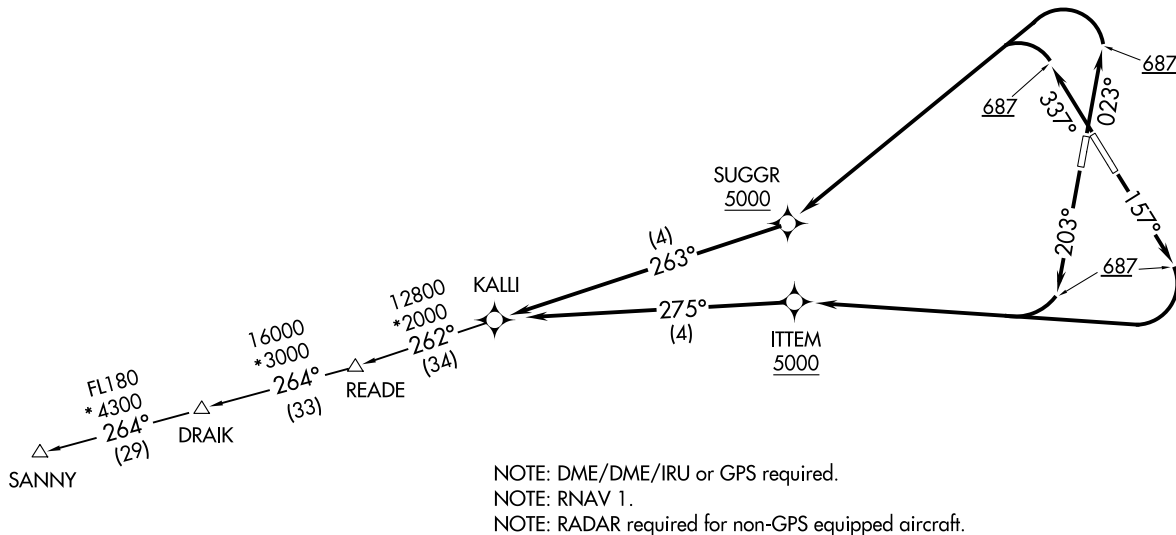 687
023°
337°
687
SUGGR
5000
157°
(4)
263°
203°
687
KALLI
12800
*2000
262°
(34)
275°
(4)
ITTEM
5000
16000
*3000
264°
(33)
READE
FL180
*4300
264°
(29)
DRAIK
SANNY
NOTE: DME/DME/IRU or GPS required.
NOTE: RNAV 1.
NOTE: RADAR required for non-GPS equipped aircraft.